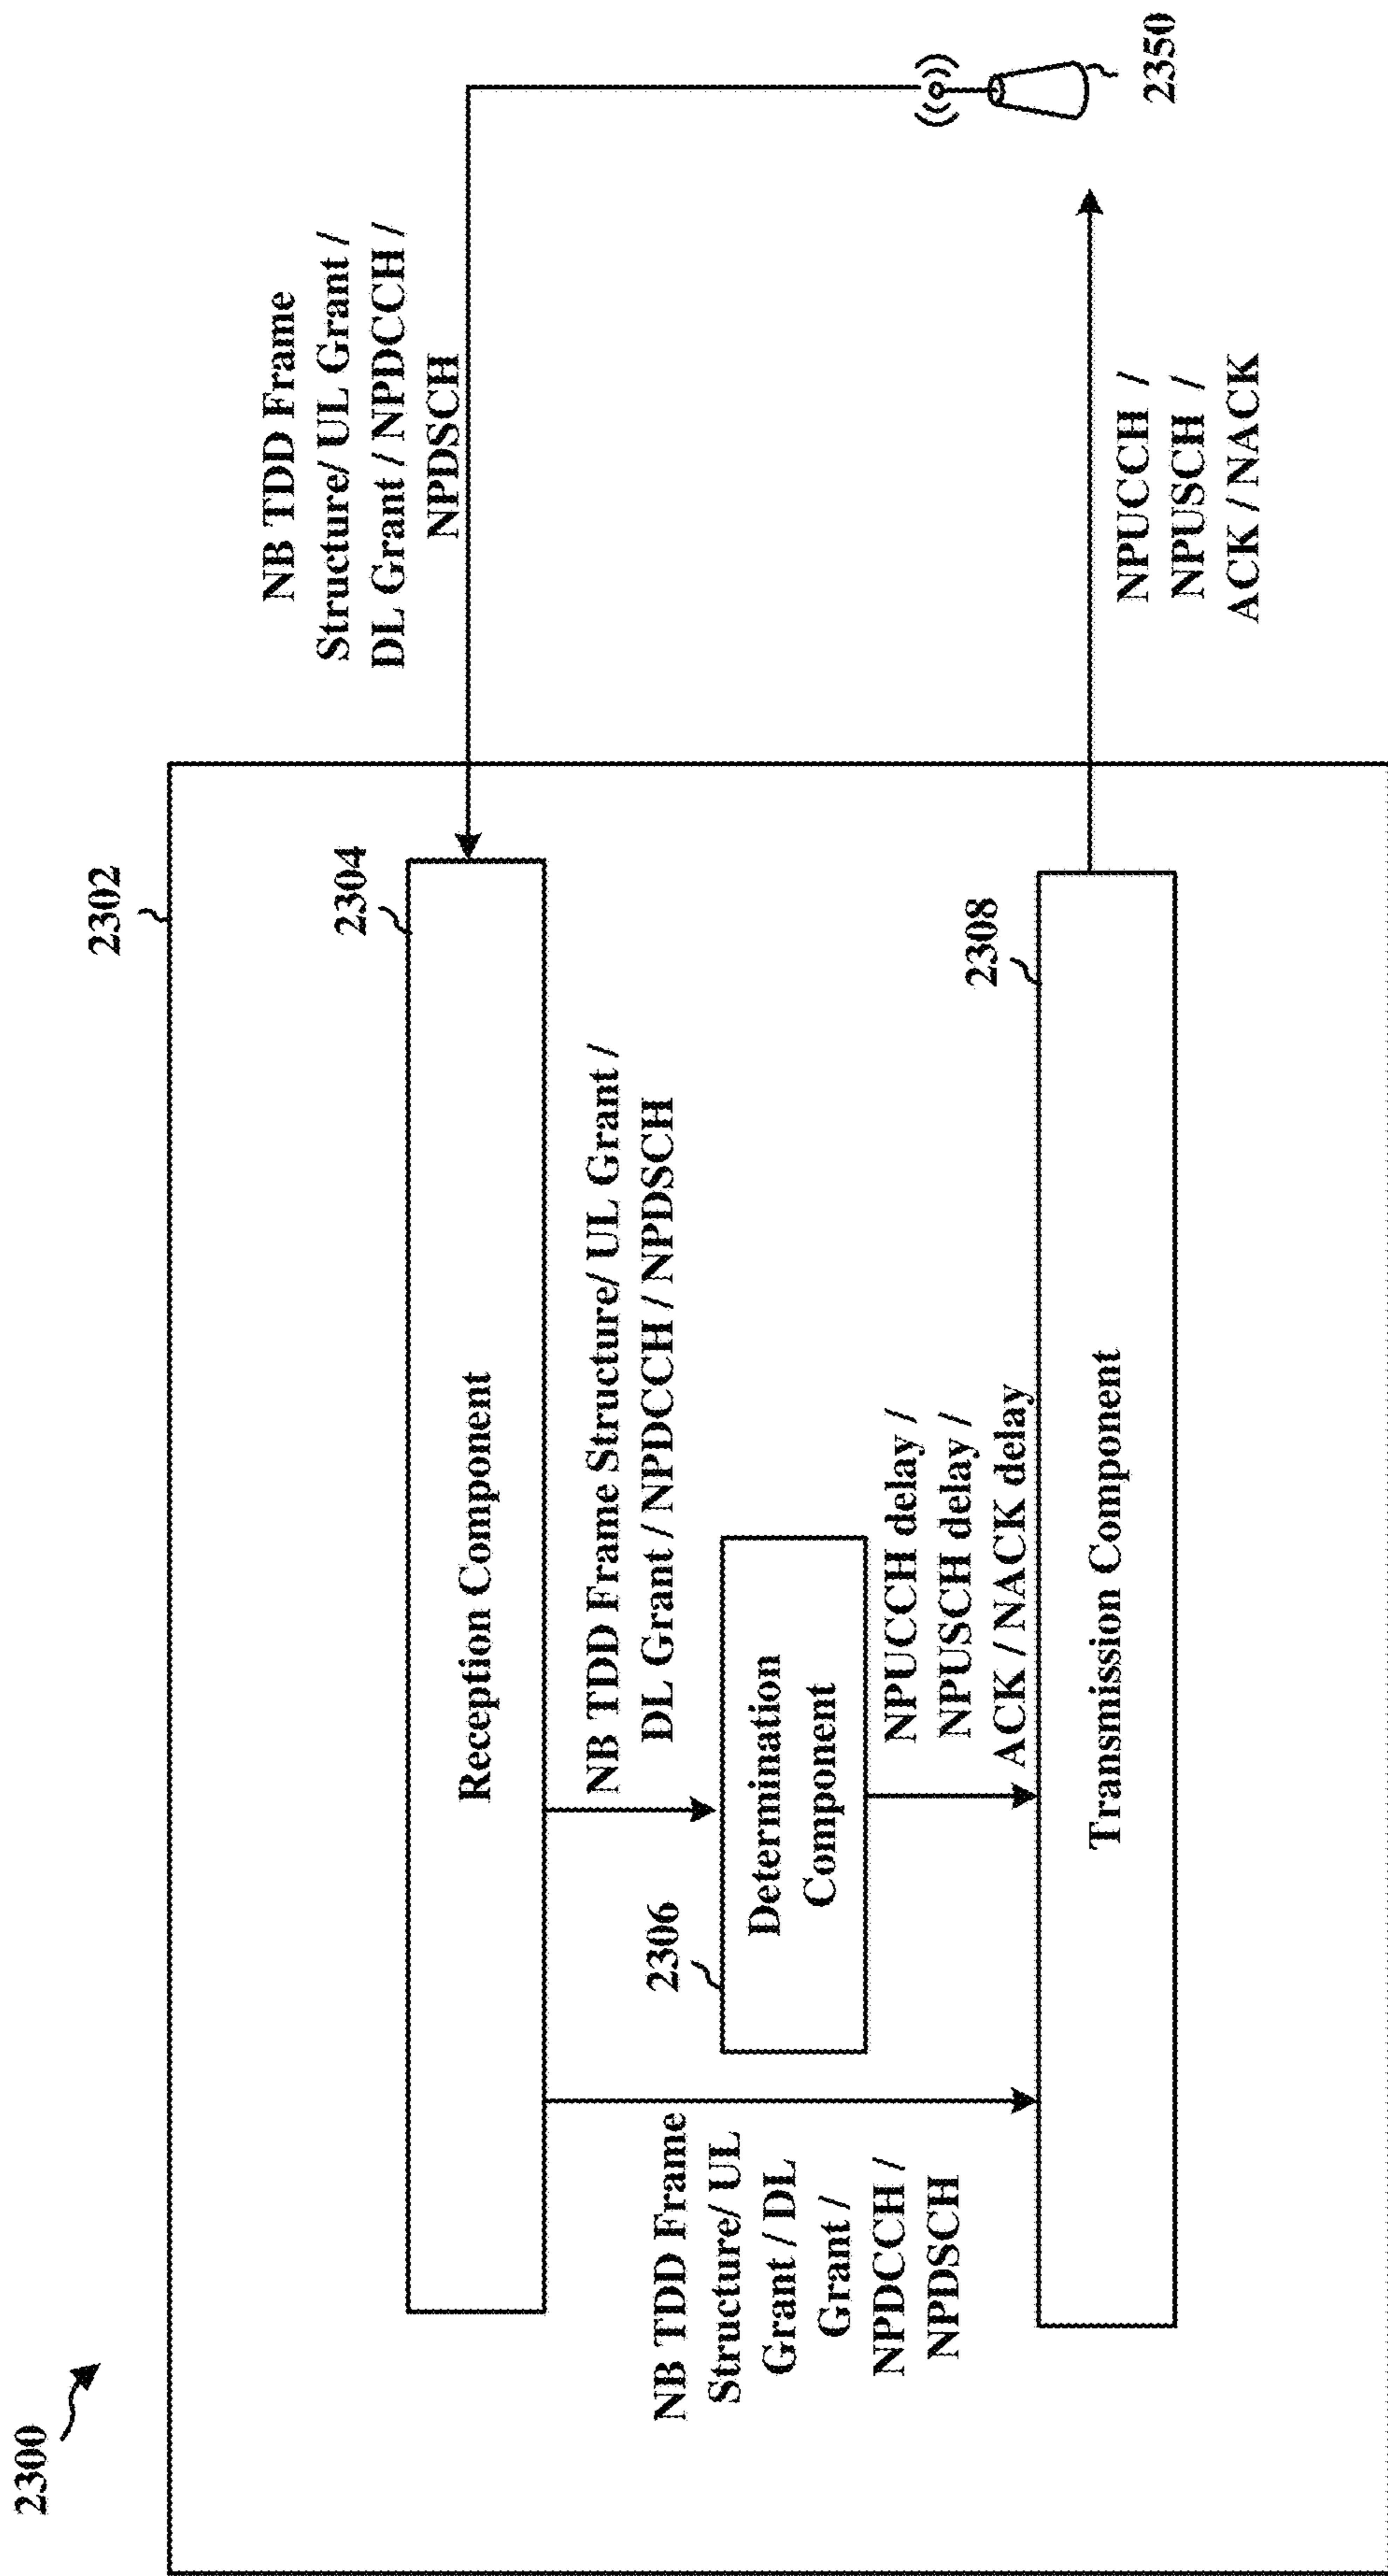 2300
2302
2304
Reception Component
NB TDD Frame
Structure/ UL Grant /
DL Grant / NPDCCH /
NPDSCH
NB TDD Frame Structure/ UL Grant /
DL Grant / NPDCCH / NPDSCH
2306
Determination
Component
NB TDD Frame
Structure/ UL
Grant / DL
Grant /
NPDCCH /
NPDSCH
NPUCCH delay /
NPUSCH delay /
ACK / NACK delay
2308
Transmission Component
NPUCCH /
NPUSCH /
ACK / NACK
2350